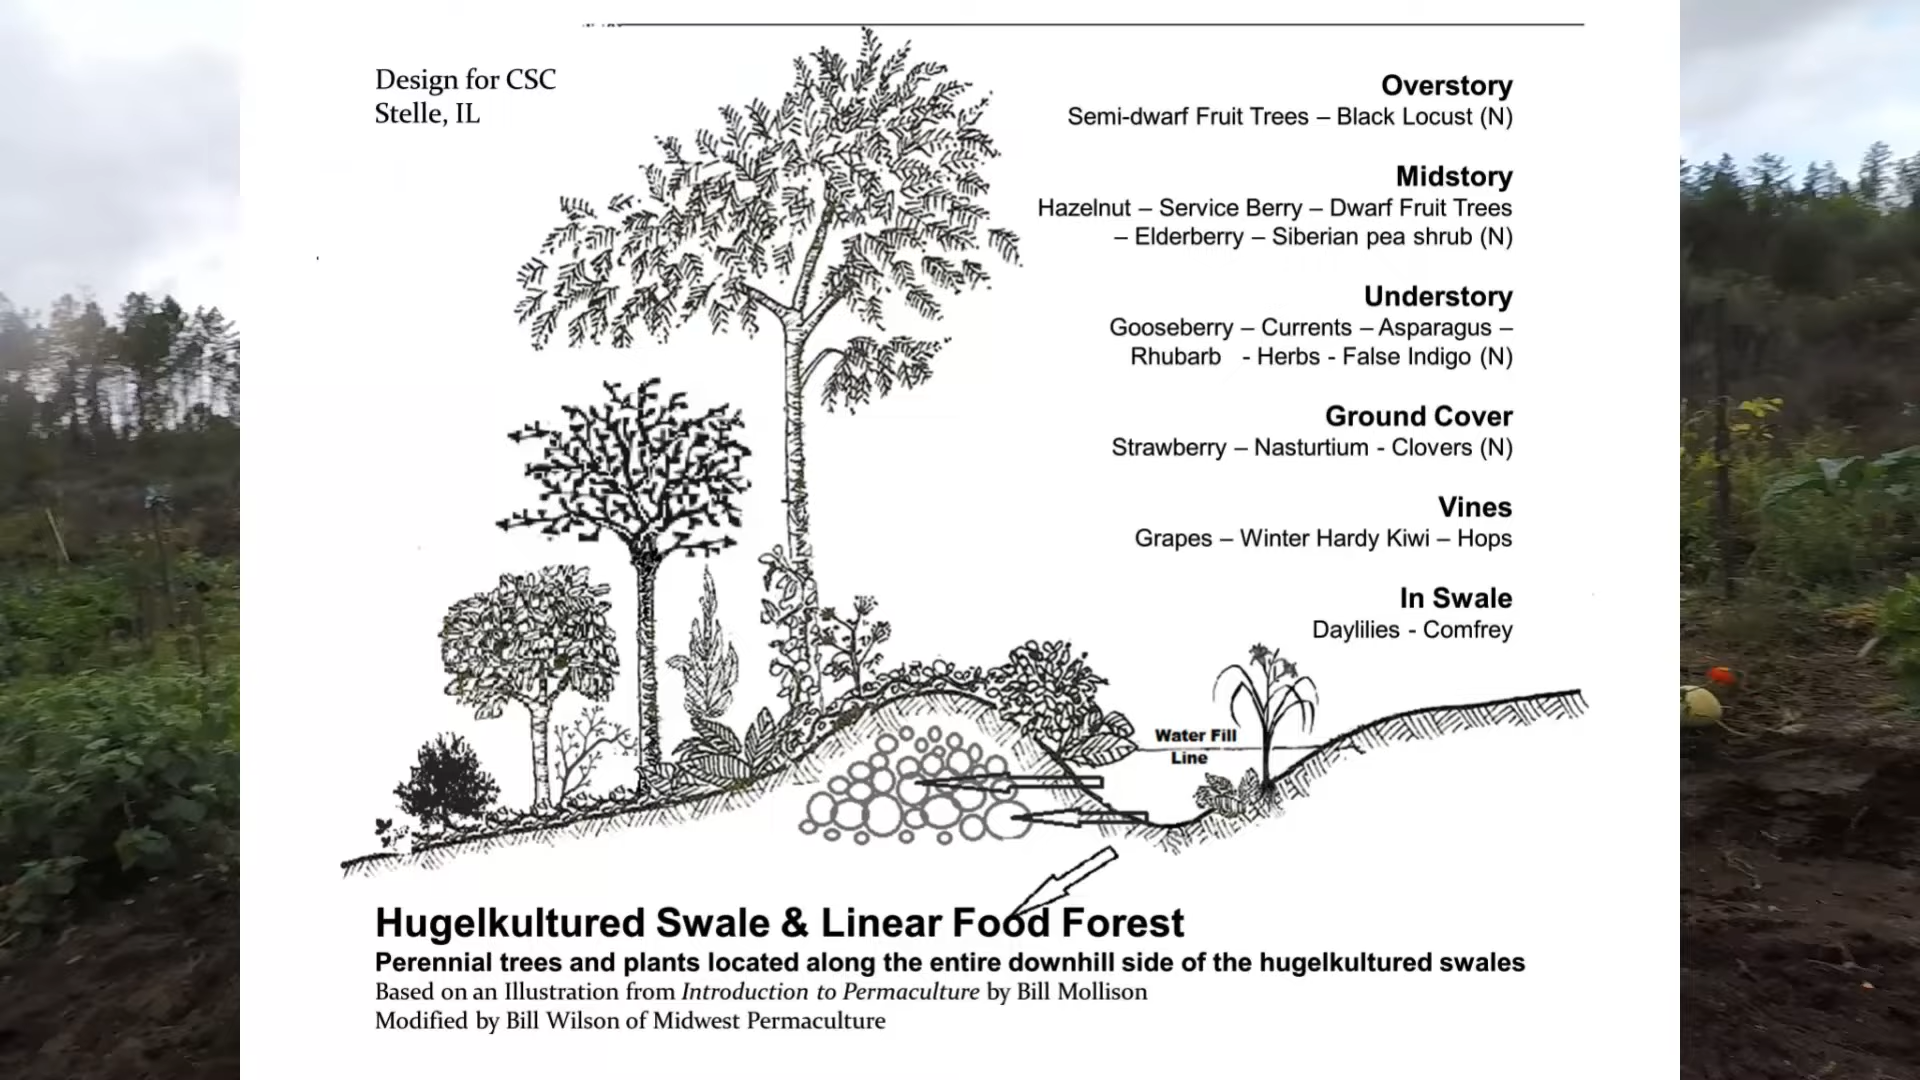 Design for CSC
Stelle, IL
Overstory
Semi-dwarf Fruit Trees – Black Locust (N)
Midstory
Hazelnut – Service Berry – Dwarf Fruit Trees
– Elderberry – Siberian pea shrub (N)
Understory
Gooseberry – Currents – Asparagus –
Rhubarb - Herbs - False Indigo (N)
Ground Cover
Strawberry – Nasturtium - Clovers (N)
Vines
Grapes – Winter Hardy Kiwi – Hops
In Swale
Daylilies - Comfrey
Water Fill
Line
Hugelkultured Swale & Linear Food Forest
Perennial trees and plants located along the entire downhill side of the hugelkultured swales
Based on an Illustration from Introduction to Permaculture by Bill Mollison
Modified by Bill Wilson of Midwest Permaculture